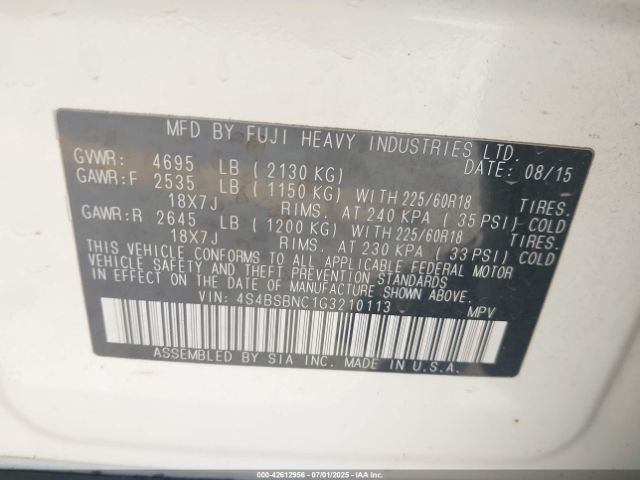 MFD BY FUJI HEAVY INDUSTRIES LTD.
GVWR: 4695 LB (2130 KG) DATE: 08/15
GAWR:F 2535 LB (1150 KG) WITH 225/60R18 TIRES.
18X7J RIMS. AT 240 KPA (35 PSI) COLD
GAWR:R 2645 LB (1200 KG) WITH 225/60R18 TIRES.
18X7J RIMS. AT 230 KPA (33 PSI) COLD
THIS VEHICLE CONFORMS TO ALL APPLICABLE FEDERAL MOTOR
VEHICLE SAFETY AND THEFT PREVENTION STANDARDS
IN EFFECT ON THE DATE OF MANUFACTURE SHOWN ABOVE.
VIN: 4S4BSBNC1G3210113 MPV
ASSEMBLED BY SIA INC. MADE IN U.S.A.
000-42612956 - 07/01/2025 - IAAI.COM